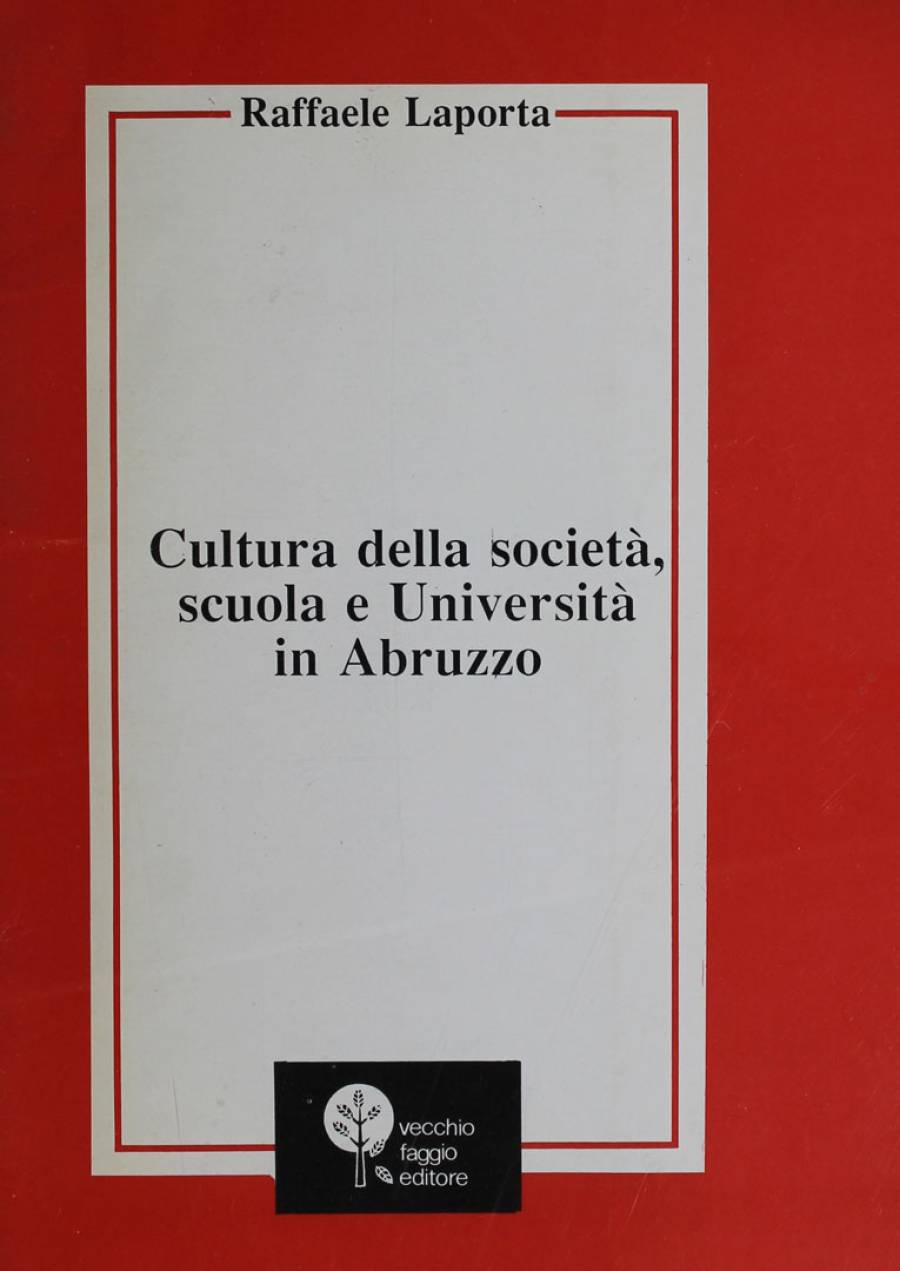 Raffaele Laporta
Cultura della società,
scuola e Università
in Abruzzo
vecchio
faggio
editore